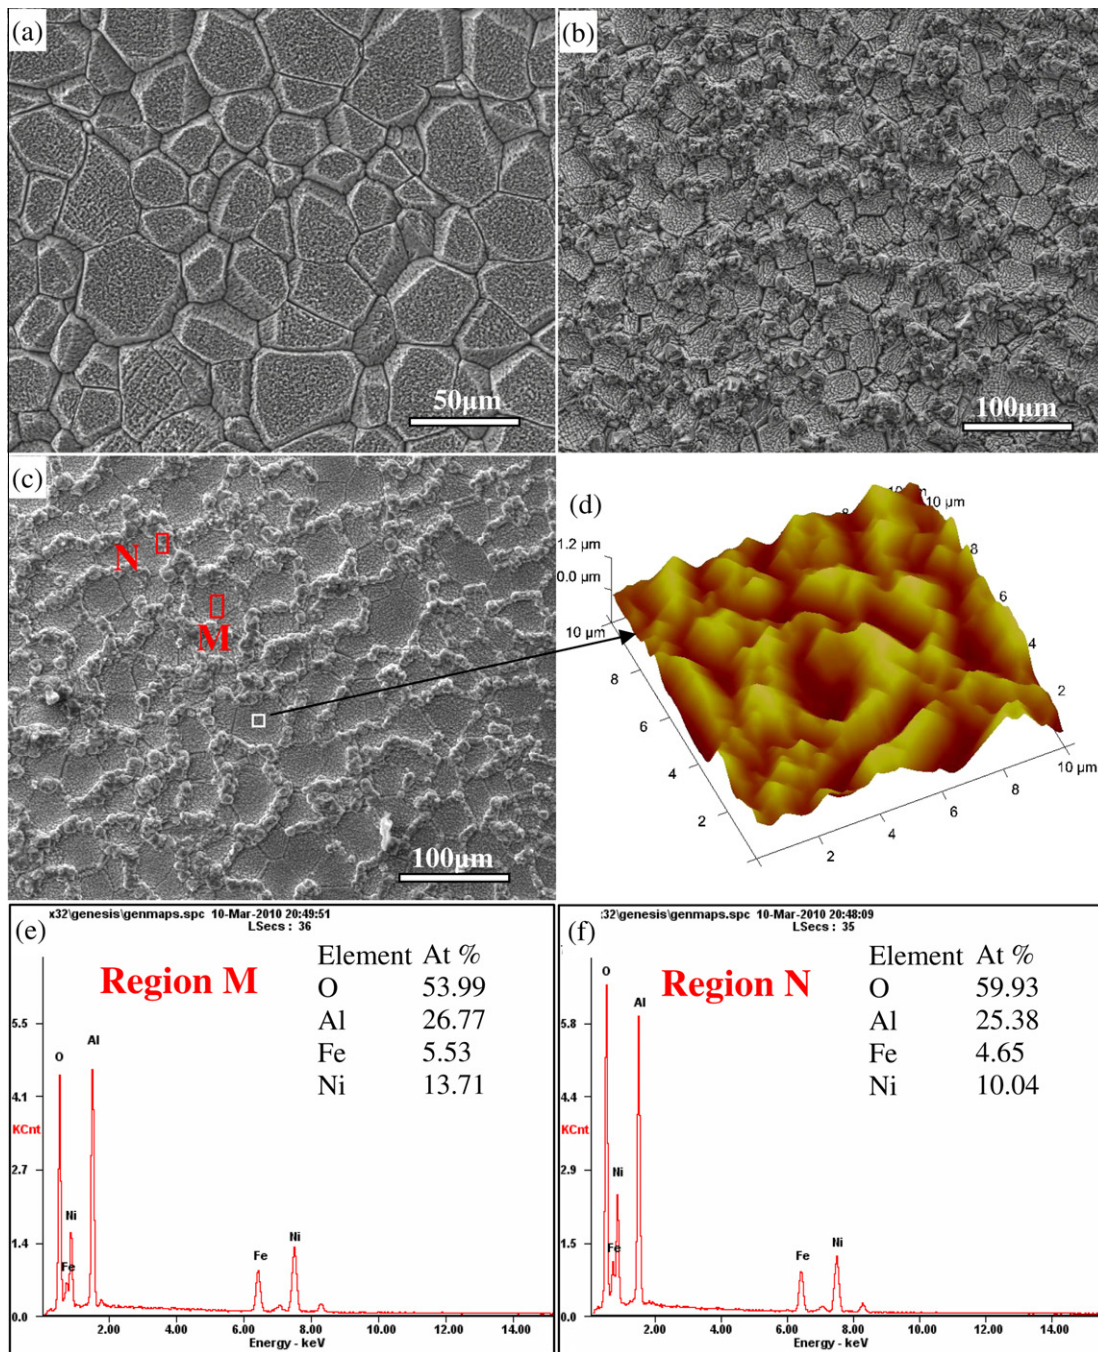 (a)
50μm
(b)
100μm
(c)
N
M
100μm
(d)
10 μm
8
6
4
2
1.2 μm
0.0 μm
10 μm
8
6
4
2
2
4
6
8
10 μm
(e)
x32\genesis\genmaps.spc 10-Mar-2010 20:49:51
LSecs : 36
Region M
Element At %
O 53.99
Al 26.77
Fe 5.53
Ni 13.71
5.5
4.1
KCnt
2.7
1.4
0.0
O
Al
Ni
Fe
Fe
Ni
2.00 4.00 6.00 8.00 10.00 12.00 14.00
Energy - keV
(f)
:32\genesis\genmaps.spc 10-Mar-2010 20:48:09
LSecs : 35
Region N
Element At %
O 59.93
Al 25.38
Fe 4.65
Ni 10.04
5.8
4.4
KCnt
2.9
1.5
0.0
O
Al
Ni
Fe
Fe
Ni
2.00 4.00 6.00 8.00 10.00 12.00 14.00
Energy - keV